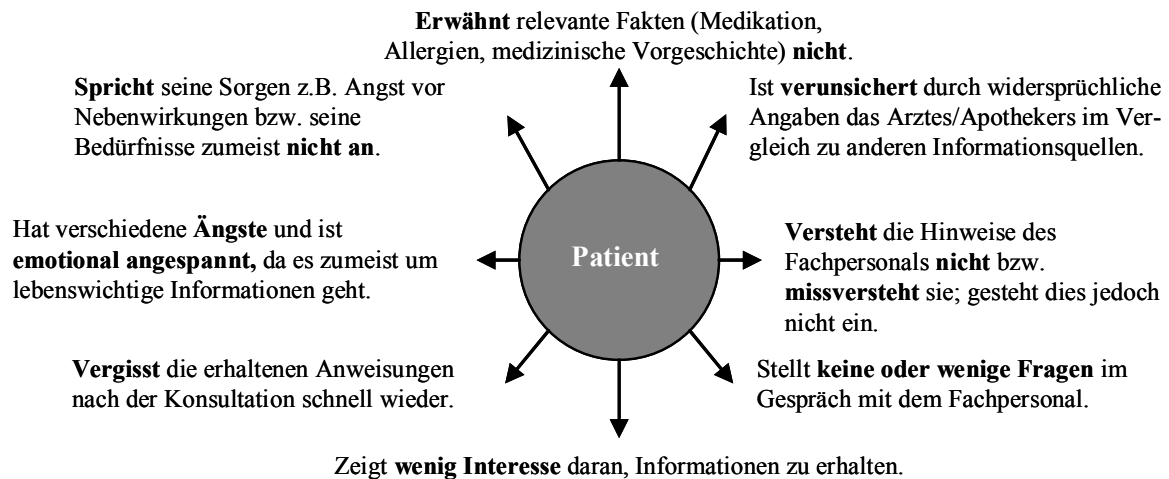 Erwähnt relevante Fakten (Medikation,
Allergien, medizinische Vorgeschichte) nicht.
Spricht seine Sorgen z.B. Angst vor
Nebenwirkungen bzw. seine
Bedürfnisse zumeist nicht an.
Ist verunsichert durch widersprüchliche
Angaben das Arztes/Apothekers im Ver-
gleich zu anderen Informationsquellen.
Hat verschiedene Ängste und ist
emotional angespannt, da es zumeist um
lebenswichtige Informationen geht.
Patient
Versteht die Hinweise des
Fachpersonals nicht bzw.
missversteht sie; gesteht dies jedoch
nicht ein.
Vergisst die erhaltenen Anweisungen
nach der Konsultation schnell wieder.
Stellt keine oder wenige Fragen im
Gespräch mit dem Fachpersonal.
Zeigt wenig Interesse daran, Informationen zu erhalten.